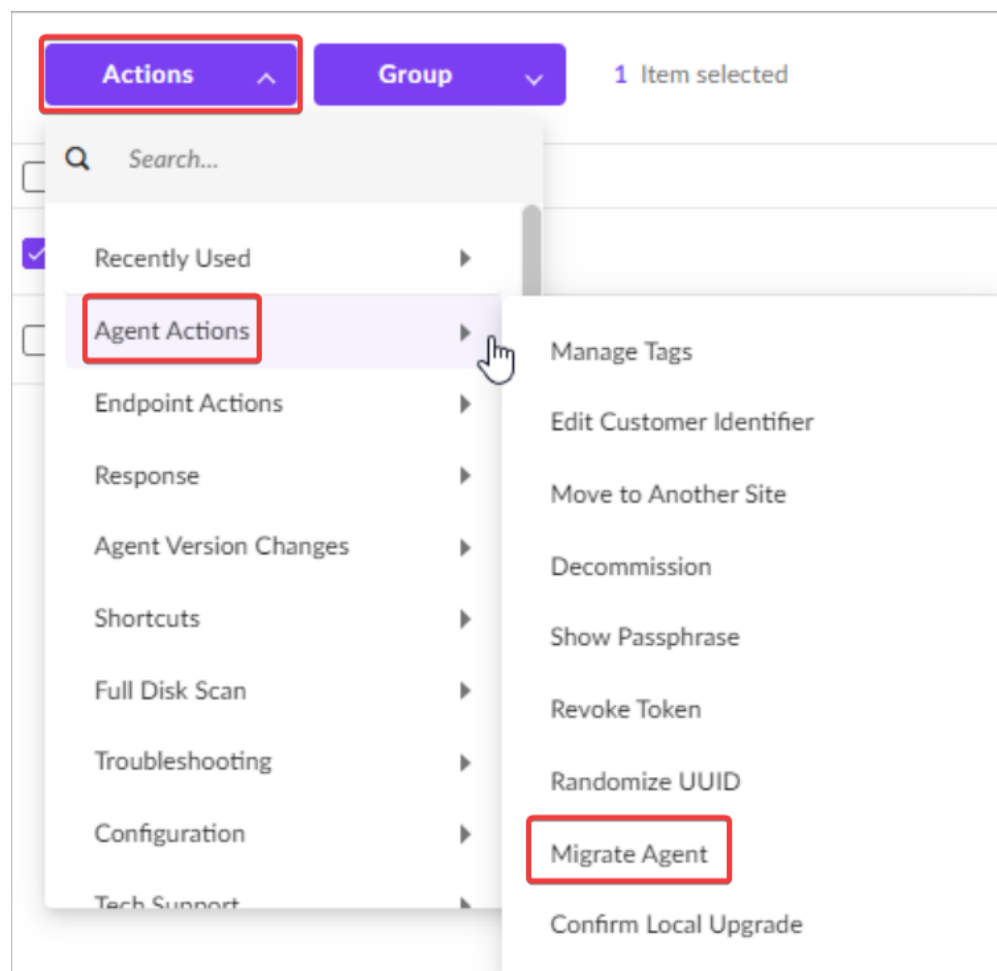 Actions
Group
1 Item selected
Search...
Recently Used
Agent Actions
Endpoint Actions
Response
Agent Version Changes
Shortcuts
Full Disk Scan
Troubleshooting
Configuration
Tech Support
Manage Tags
Edit Customer Identifier
Move to Another Site
Decommission
Show Passphrase
Revoke Token
Randomize UUID
Migrate Agent
Confirm Local Upgrade